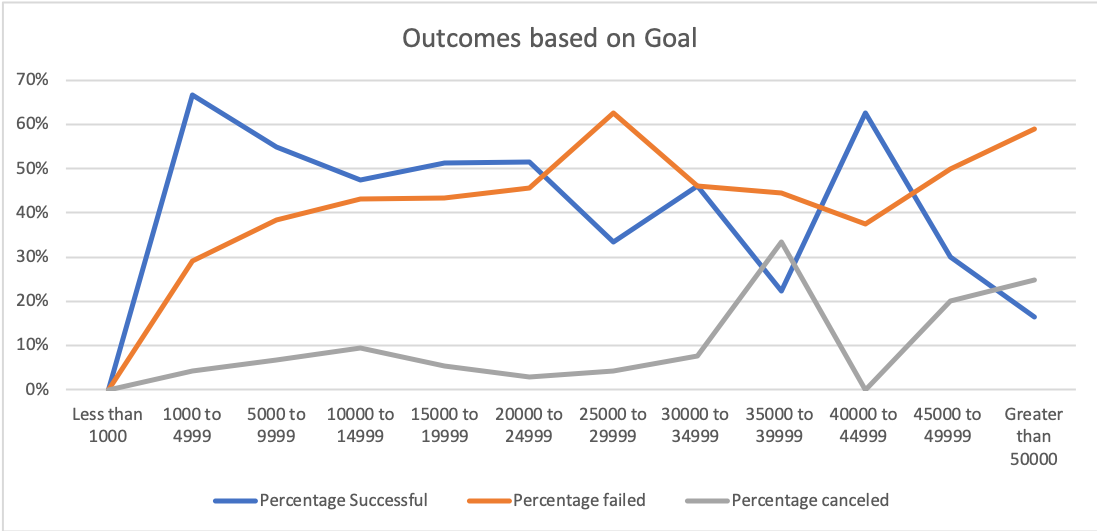 Outcomes based on Goal
70%
60%
50%
40%
30%
20%
10%
0%
Less than 1000 to 5000 to 10000 to 15000 to 20000 to 25000 to 30000 to 35000 to 40000 to 45000 to Greater
1000 4999 9999 14999 19999 24999 29999 34999 39999 44999 49999 than
50000
Percentage Successful Percentage failed Percentage canceled